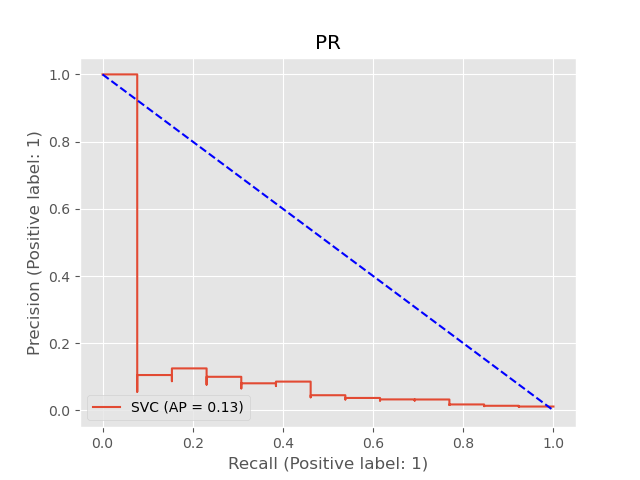 PR
Precision (Positive label: 1)
1.0
0.8
0.6
0.4
0.2
0.0
SVC (AP = 0.13)
0.0 0.2 0.4 0.6 0.8 1.0
Recall (Positive label: 1)